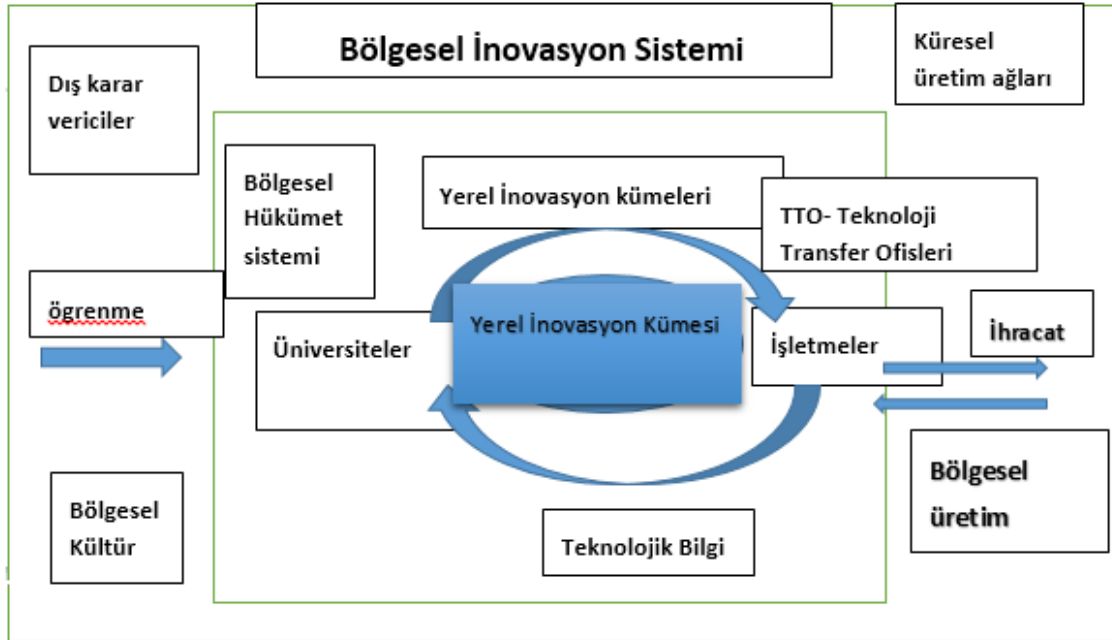 Bölgesel İnovasyon Sistemi
Küresel
üretim ağları
Dış karar
vericiler
Bölgesel
Hükümet
sistemi
Yerel İnovasyon kümeleri
TTO- Teknoloji
Transfer Ofisleri
ögrenme
Üniversiteler
Yerel İnovasyon Kümesi
İşletmeler
İhracat
Bölgesel
Kültür
Teknolojik Bilgi
Bölgesel
üretim